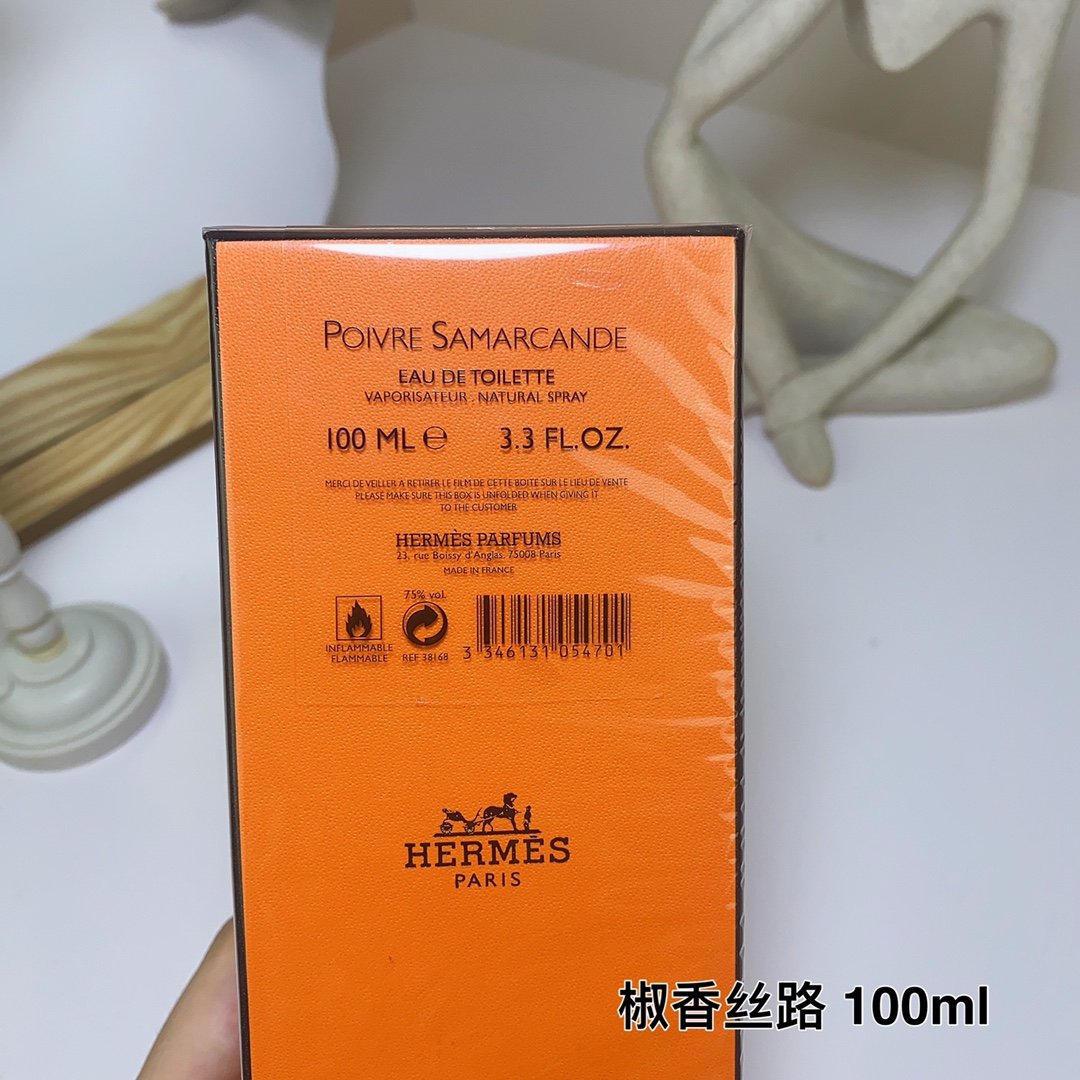 POIVRE SAMARCANDE
EAU DE TOILETTE
VAPORISATEUR . NATURAL SPRAY
100 ML ℮ 3.3 FL.OZ.
MERCI DE VEILLER A RETIRER LE FILM DE CETTE BOITE SUR LE LIEU DE VENTE
PLEASE MAKE SURE THIS BOX IS UNFOLDED WHEN GIVING IT
TO THE CUSTOMER
HERMÈS PARFUMS
23, rue Boissy d'Anglas, 75008 Paris
MADE IN FRANCE
75% vol.
INFLAMMABLE
FLAMMABLE
REF 38168
3 346131 054701
HERMÈS
PARIS
椒香丝路 100ml